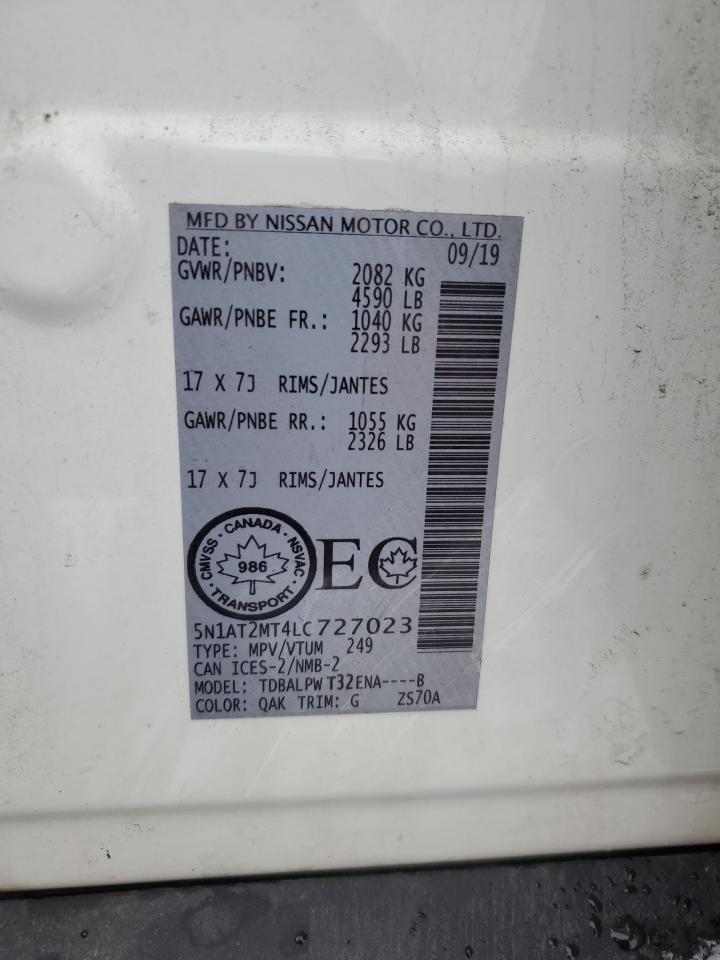 MFD BY NISSAN MOTOR CO., LTD.
DATE: 09/19
GVWR/PNBV: 2082 KG
4590 LB
GAWR/PNBE FR.: 1040 KG
2293 LB
17 X 7J RIMS/JANTES
GAWR/PNBE RR.: 1055 KG
2326 LB
17 X 7J RIMS/JANTES
CMVSS · CANADA · NSVAC · TRANSPORT ·
986
EC
5N1AT2MT4LC727023
TYPE: MPV/VTUM 249
CAN ICES-2/NMB-2
MODEL: TDBALPW T32ENA----B
COLOR: QAK TRIM: G ZS70A